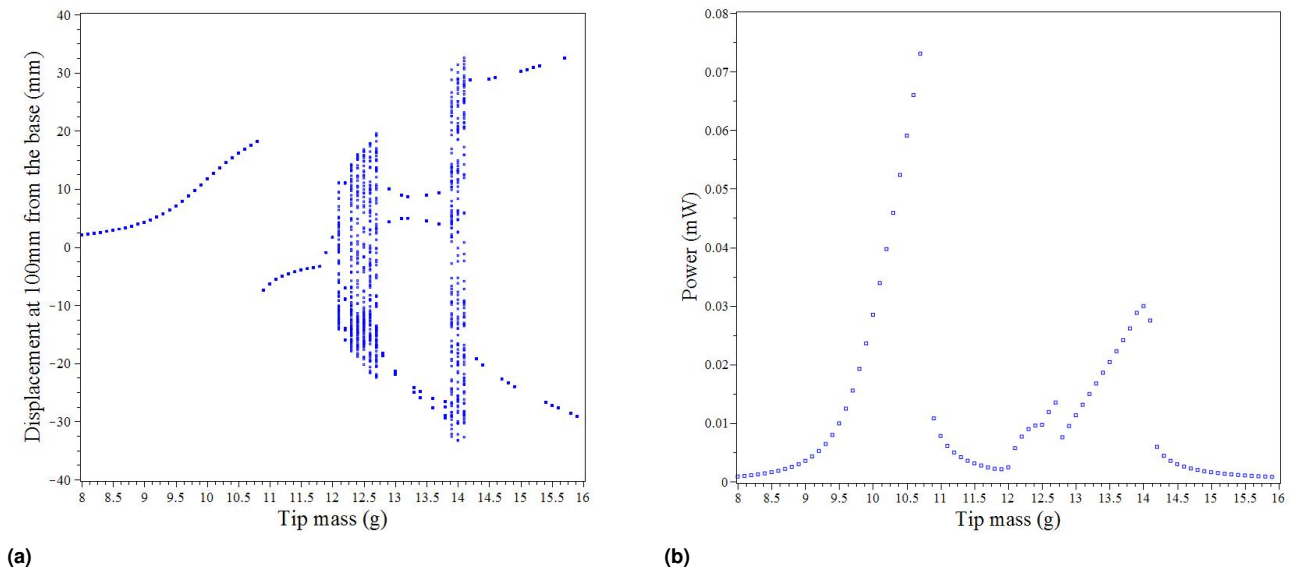 Displacement at 100mm from the base (mm)
40
30
20
10
0
−10
−20
−30
−40
8 8.5 9 9.5 10 10.5 11 11.5 12 12.5 13 13.5 14 14.5 15 15.5 16
Tip mass (g)
(a)
Power (mW)
0.08
0.07
0.06
0.05
0.04
0.03
0.02
0.01
0
8 8.5 9 9.5 10 10.5 11 11.5 12 12.5 13 13.5 14 14.5 15 15.5 16
Tip mass (g)
(b)